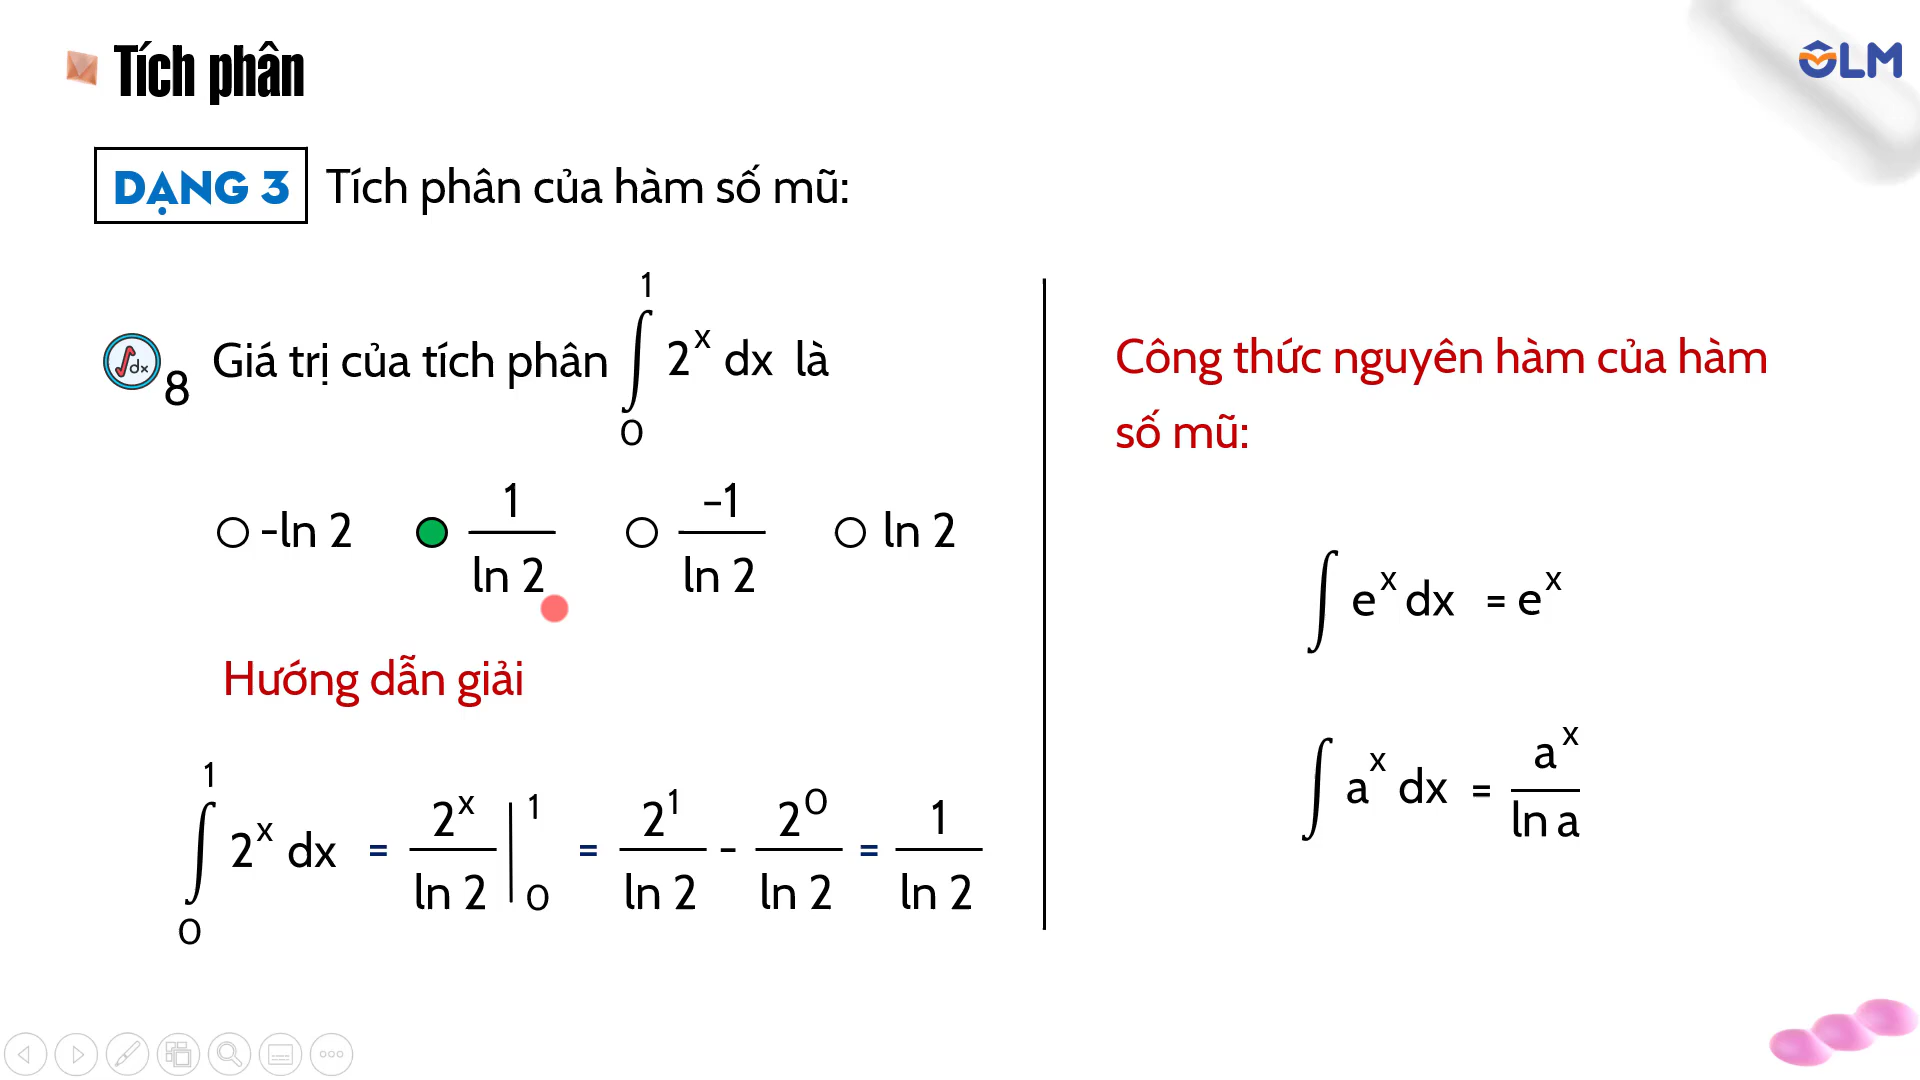 Tích phân
OLM
DẠNG 3 Tích phân của hàm số mũ:
8 Giá trị của tích phân ∫₀¹ 2ˣ dx là
-ln 2   1/ln 2   -1/ln 2   ln 2
Hướng dẫn giải
∫₀¹ 2ˣ dx = 2ˣ/ln 2 |₀¹ = 2¹/ln 2 - 2⁰/ln 2 = 1/ln 2
Công thức nguyên hàm của hàm
số mũ:
∫ eˣ dx = eˣ
∫ aˣ dx = aˣ/ln a